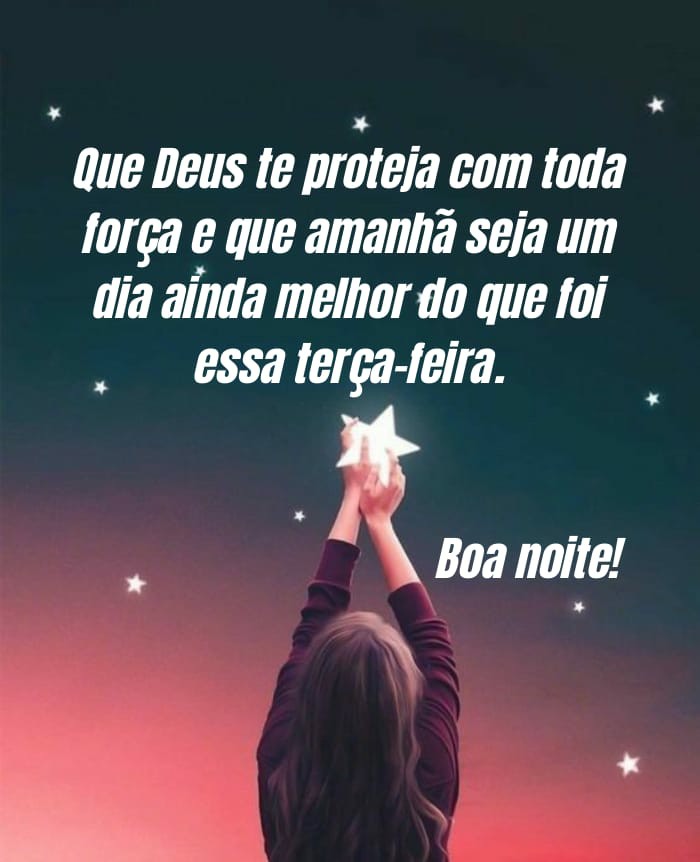 Que Deus te proteja com toda
força e que amanhã seja um
dia ainda melhor do que foi
essa terça-feira.
Boa noite!